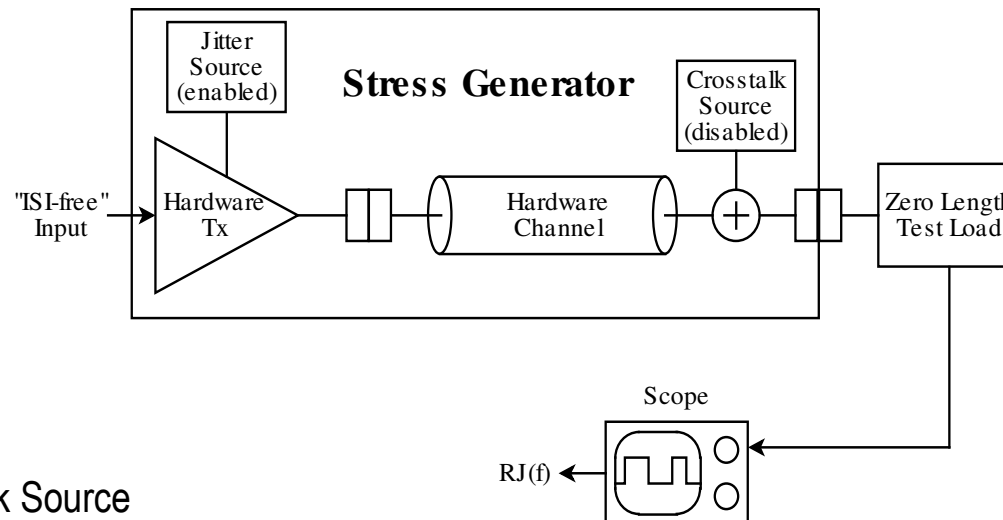 Jitter
Source
(enabled)
Stress Generator
Crosstalk
Source
(disabled)
"ISI-free"
Input
Hardware
Tx
Hardware
Channel
Zero Length
Test Load
Scope
RJ(f)
k Source